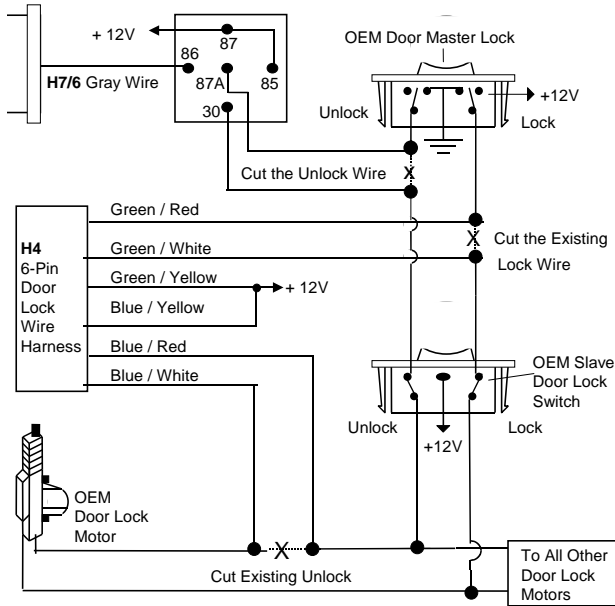 OEM Door Master Lock
+ 12V
87
86
H7/6 Gray Wire
87A
85
30
+12V
Unlock
Lock
Cut the Unlock Wire
X
Green / Red
H4
6-Pin
Door
Lock
Wire
Harness
Green / White
X
Cut the Existing
Lock Wire
Green / Yellow
+ 12V
Blue / Yellow
Blue / Red
Blue / White
OEM Slave
Door Lock
Switch
Unlock
+12V
Lock
OEM
Door Lock
Motor
X
Cut Existing Unlock
To All Other
Door Lock
Motors